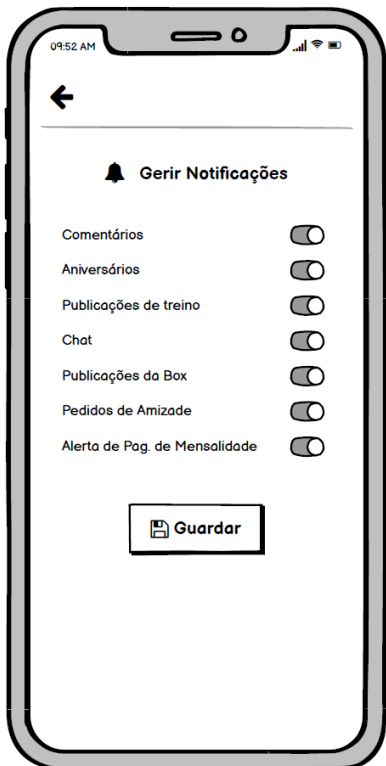 09:52 AM
Gerir Notificações
Comentários
Aniversários
Publicações de treino
Chat
Publicações da Box
Pedidos de Amizade
Alerta de Pag. de Mensalidade
Guardar